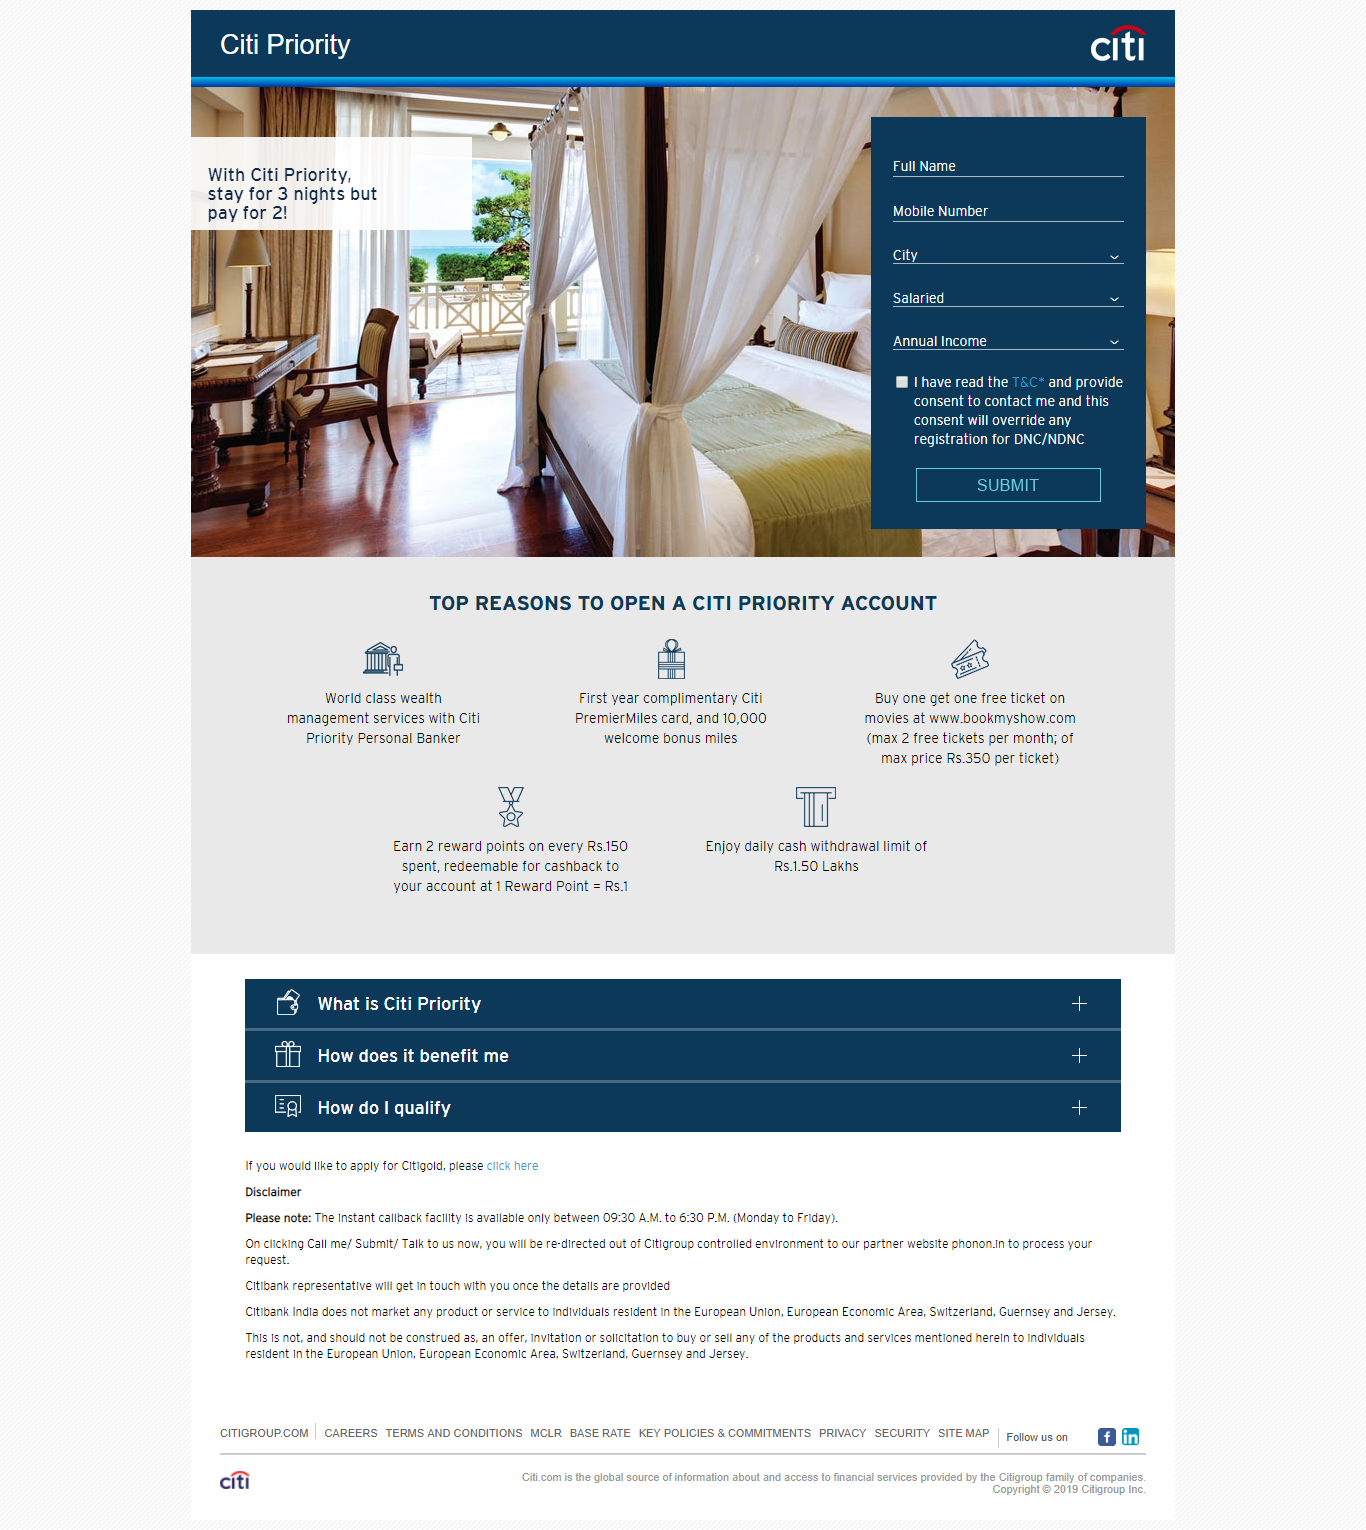 Citi Priority
citi
With Citi Priority,
stay for 3 nights but
pay for 2!
Full Name
Mobile Number
City
Salaried
Annual Income
I have read the T&C* and provide
consent to contact me and this
consent will override any
registration for DNC/NDNC
SUBMIT
TOP REASONS TO OPEN A CITI PRIORITY ACCOUNT
World class wealth
management services with Citi
Priority Personal Banker
First year complimentary Citi
PremierMiles card, and 10,000
welcome bonus miles
Buy one get one free ticket on
movies at www.bookmyshow.com
(max 2 free tickets per month; of
max price Rs.350 per ticket)
Earn 2 reward points on every Rs.150
spent, redeemable for cashback to
your account at 1 Reward Point = Rs.1
Enjoy daily cash withdrawal limit of
Rs.1.50 Lakhs
What is Citi Priority
How does it benefit me
How do I qualify
If you would like to apply for Citigold, please click here
Disclaimer
Please note: The instant callback facility is available only between 09:30 A.M. to 6:30 P.M. (Monday to Friday).
On clicking Call me/ Submit/ Talk to us now, you will be re-directed out of Citigroup controlled environment to our partner website phonon.in to process your
request.
Citibank representative will get in touch with you once the details are provided
Citibank India does not market any product or service to individuals resident in the European Union, European Economic Area, Switzerland, Guernsey and Jersey.
This is not, and should not be construed as, an offer, invitation or solicitation to buy or sell any of the products and services mentioned herein to individuals
resident in the European Union, European Economic Area, Switzerland, Guernsey and Jersey.
CITIGROUP.COM CAREERS TERMS AND CONDITIONS MCLR BASE RATE KEY POLICIES & COMMITMENTS PRIVACY SECURITY SITE MAP Follow us on f in
citi
Citi.com is the global source of information about and access to financial services provided by the Citigroup family of companies.
Copyright © 2019 Citigroup Inc.